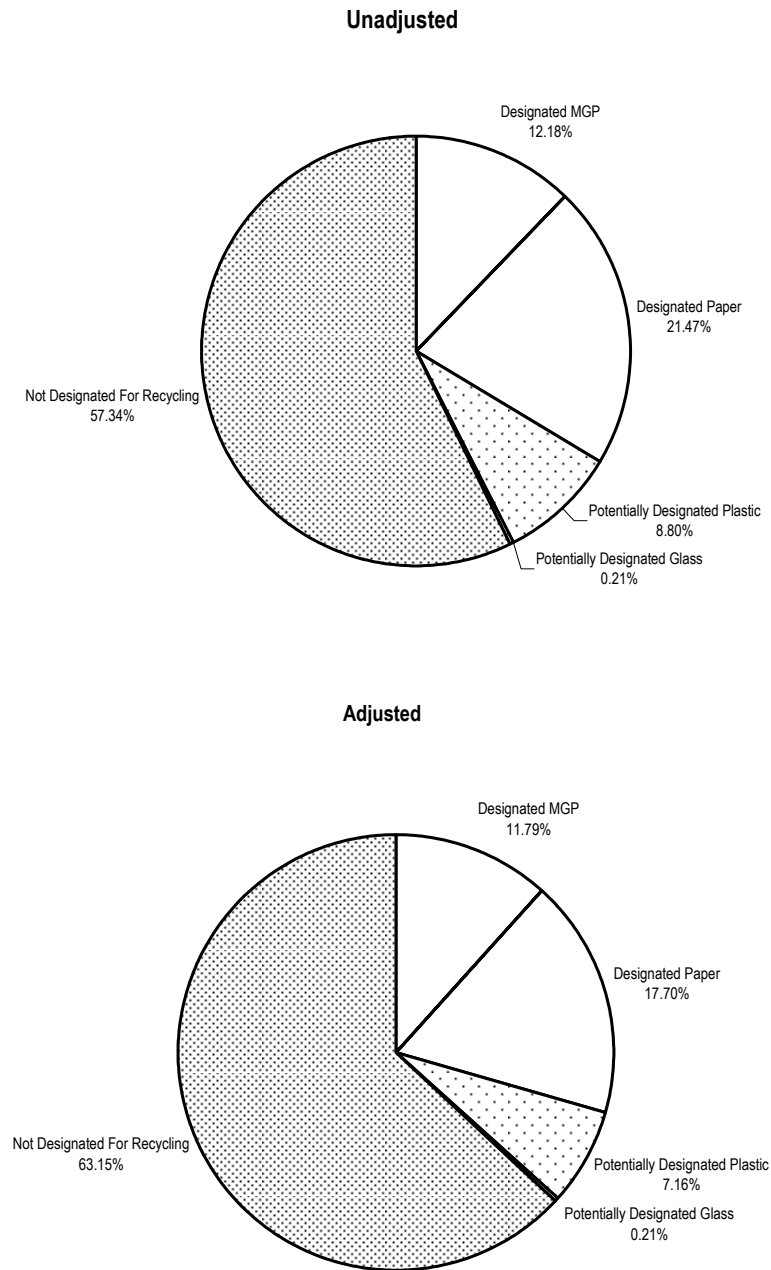 Unadjusted
Designated MGP
12.18%
Designated Paper
21.47%
Not Designated For Recycling
57.34%
Potentially Designated Plastic
8.80%
Potentially Designated Glass
0.21%
Adjusted
Designated MGP
11.79%
Designated Paper
17.70%
Not Designated For Recycling
63.15%
Potentially Designated Plastic
7.16%
Potentially Designated Glass
0.21%